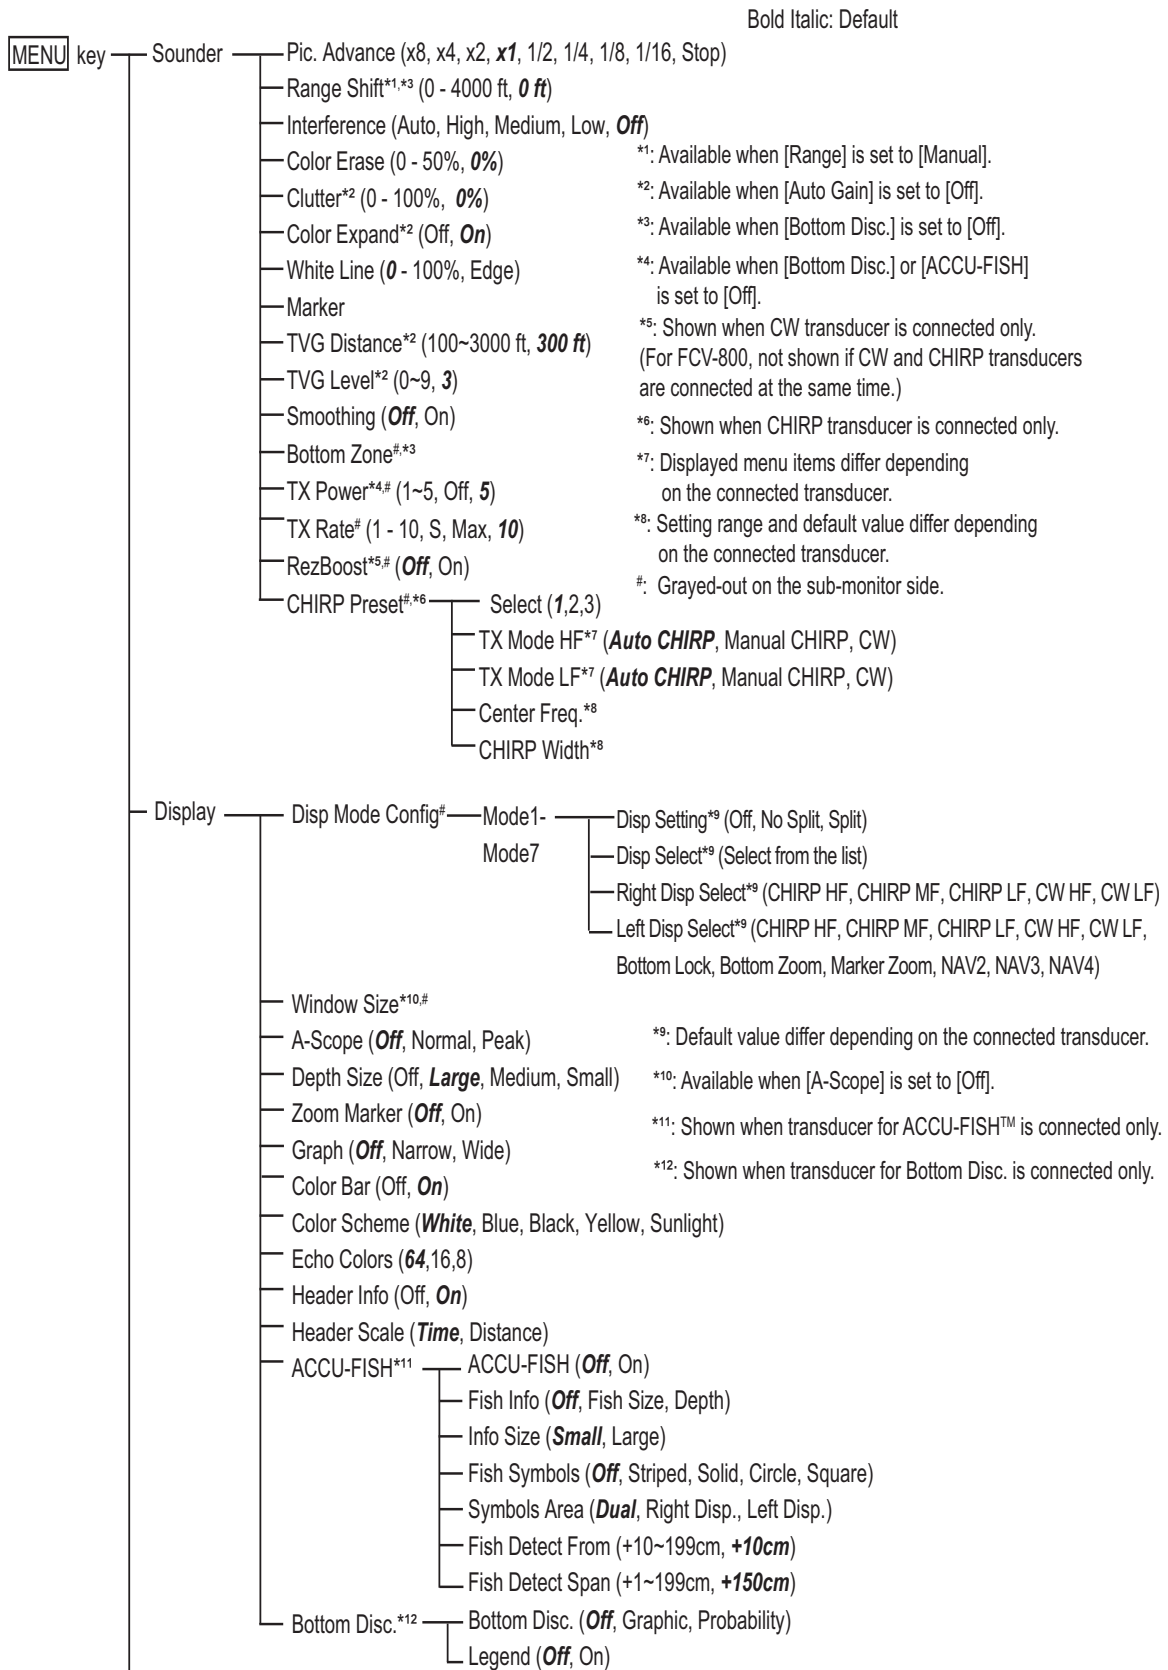 Bold Italic: Default
MENU key
Sounder
Pic. Advance (x8, x4, x2, x1, 1/2, 1/4, 1/8, 1/16, Stop)
Range Shift*1,*3 (0 - 4000 ft, 0 ft)
Interference (Auto, High, Medium, Low, Off)
Color Erase (0 - 50%, 0%)
Clutter*2 (0 - 100%, 0%)
Color Expand*2 (Off, On)
White Line (0 - 100%, Edge)
Marker
TVG Distance*2 (100~3000 ft, 300 ft)
TVG Level*2 (0~9, 3)
Smoothing (Off, On)
Bottom Zone#,*3
TX Power*4,# (1~5, Off, 5)
TX Rate# (1 - 10, S, Max, 10)
RezBoost*5,# (Off, On)
CHIRP Preset#,*6
Select (1,2,3)
TX Mode HF*7 (Auto CHIRP, Manual CHIRP, CW)
TX Mode LF*7 (Auto CHIRP, Manual CHIRP, CW)
Center Freq.*8
CHIRP Width*8
*1: Available when [Range] is set to [Manual].
*2: Available when [Auto Gain] is set to [Off].
*3: Available when [Bottom Disc.] is set to [Off].
*4: Available when [Bottom Disc.] or [ACCU-FISH]
is set to [Off].
*5: Shown when CW transducer is connected only.
(For FCV-800, not shown if CW and CHIRP transducers
are connected at the same time.)
*6: Shown when CHIRP transducer is connected only.
*7: Displayed menu items differ depending
on the connected transducer.
*8: Setting range and default value differ depending
on the connected transducer.
#: Grayed-out on the sub-monitor side.
Display
Disp Mode Config#
Mode1-
Mode7
Disp Setting*9 (Off, No Split, Split)
Disp Select*9 (Select from the list)
Right Disp Select*9 (CHIRP HF, CHIRP MF, CHIRP LF, CW HF, CW LF)
Left Disp Select*9 (CHIRP HF, CHIRP MF, CHIRP LF, CW HF, CW LF,
Bottom Lock, Bottom Zoom, Marker Zoom, NAV2, NAV3, NAV4)
Window Size*10,#
A-Scope (Off, Normal, Peak)
Depth Size (Off, Large, Medium, Small)
Zoom Marker (Off, On)
Graph (Off, Narrow, Wide)
Color Bar (Off, On)
Color Scheme (White, Blue, Black, Yellow, Sunlight)
Echo Colors (64,16,8)
Header Info (Off, On)
Header Scale (Time, Distance)
*9: Default value differ depending on the connected transducer.
*10: Available when [A-Scope] is set to [Off].
*11: Shown when transducer for ACCU-FISH™ is connected only.
*12: Shown when transducer for Bottom Disc. is connected only.
ACCU-FISH*11
ACCU-FISH (Off, On)
Fish Info (Off, Fish Size, Depth)
Info Size (Small, Large)
Fish Symbols (Off, Striped, Solid, Circle, Square)
Symbols Area (Dual, Right Disp., Left Disp.)
Fish Detect From (+10~199cm, +10cm)
Fish Detect Span (+1~199cm, +150cm)
Bottom Disc.*12
Bottom Disc. (Off, Graphic, Probability)
Legend (Off, On)